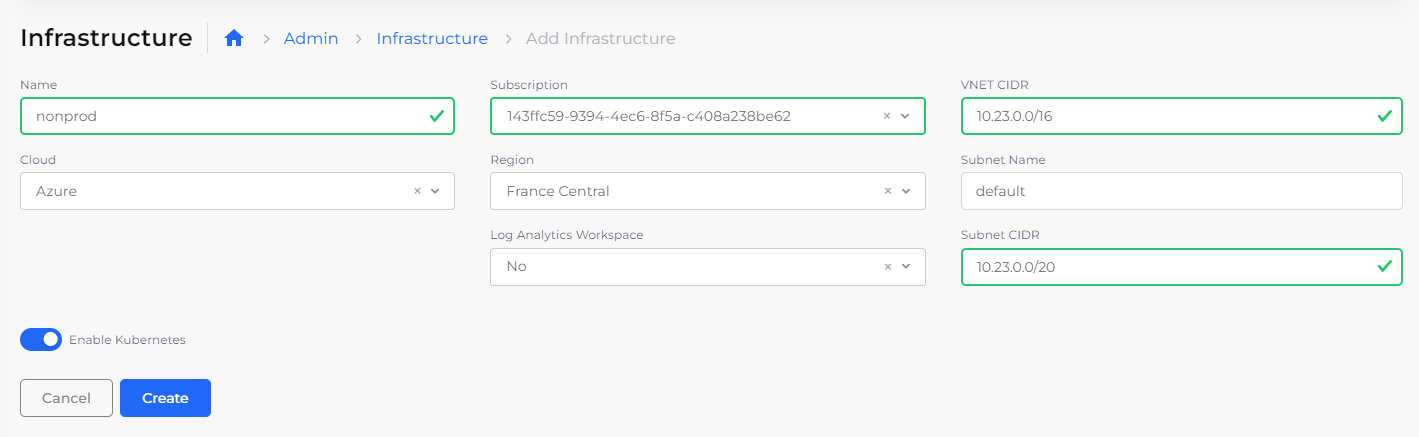 Infrastructure
Admin
Infrastructure
Add Infrastructure
Name
nonprod
Subscription
143ffc59-9394-4ec6-8f5a-c408a238be62
VNET CIDR
10.23.0.0/16
Cloud
Azure
Region
France Central
Subnet Name
default
Log Analytics Workspace
No
Subnet CIDR
10.23.0.0/20
Enable Kubernetes
Cancel
Create